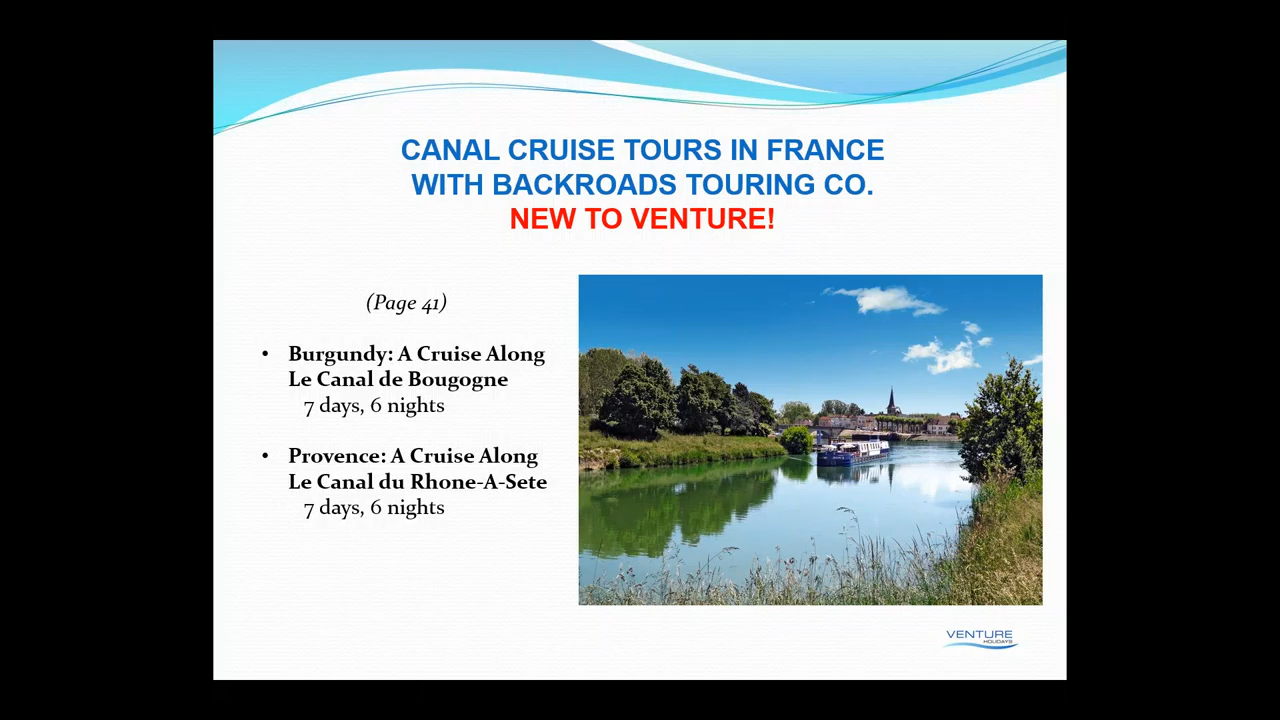 CANAL CRUISE TOURS IN FRANCE
WITH BACKROADS TOURING CO.
NEW TO VENTURE!
(Page 41)
• Burgundy: A Cruise Along
Le Canal de Bougogne
7 days, 6 nights
• Provence: A Cruise Along
Le Canal du Rhone-A-Sete
7 days, 6 nights
VENTURE
HOLIDAYS